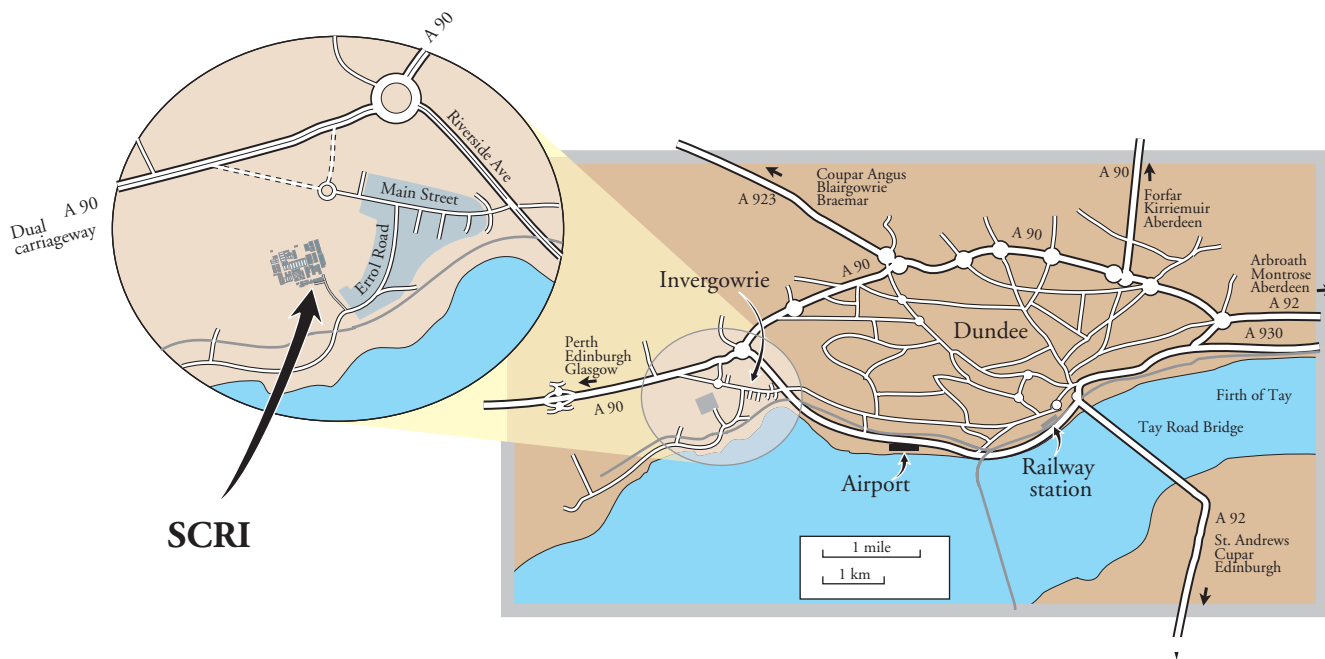 A 90
Riverside Ave
Main Street
Errol Road
A 90
Dual
carriageway
SCRI
A 923
Coupar Angus
Blairgowrie
Braemar
A 90
Forfar
Kirriemuir
Aberdeen
A 90
A 90
Arbroath
Montrose
Aberdeen
A 92
A 930
Invergowrie
Dundee
Perth
Edinburgh
Glasgow
A 90
Firth of Tay
Tay Road Bridge
Airport
Railway
station
A 92
St. Andrews
Cupar
Edinburgh
1 mile
1 km